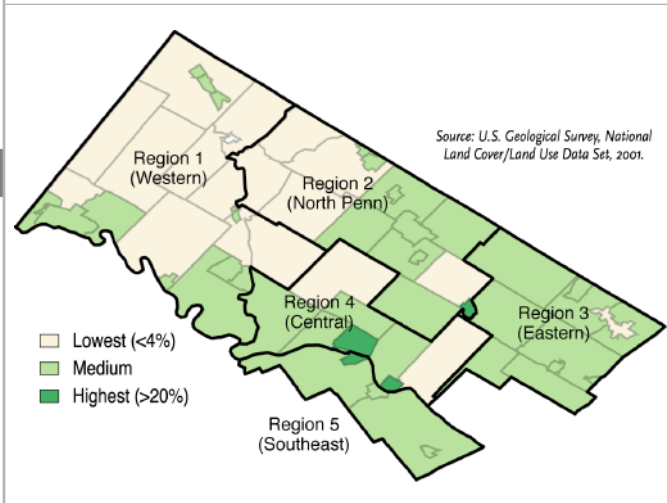 Source: U.S. Geological Survey, National
Land Cover/Land Use Data Set, 2001.
Region 1
(Western)
Region 2
(North Penn)
Region 3
(Eastern)
Region 4
(Central)
Lowest (<4%)
Medium
Highest (>20%)
Region 5
(Southeast)